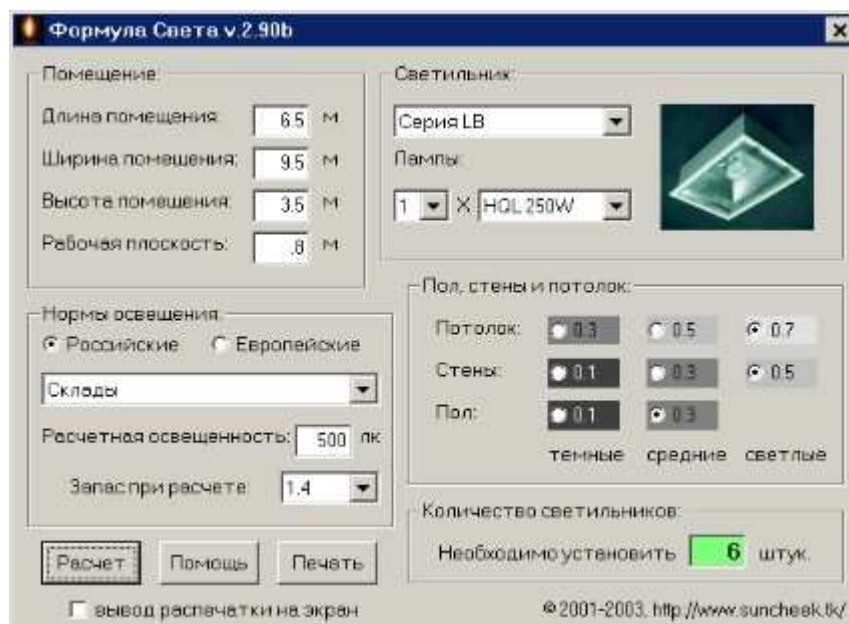 Формула Света v.2.90b
Помещение:
Длина помещения: 6.5 м
Ширина помещения: 9.5 м
Высота помещения: 3.5 м
Рабочая плоскость: .8 м
Светильник:
Серия LB
Лампы:
1 X HQL 250W
Нормы освещения:
Российские Европейские
Склады
Расчетная освещенность: 500 лк
Запас при расчете: 1.4
Пол, стены и потолок:
Потолок: 0.3 0.5 0.7
Стены: 0.1 0.3 0.5
Пол: 0.1 0.3
темные средние светлые
Количество светильников:
Необходимо установить 6 штук.
Расчет Помощь Печать
вывод распечатки на экран
© 2001-2003, http://www.suncheek.tk/